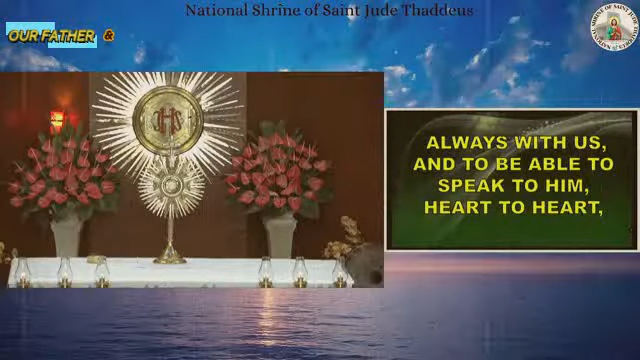 National Shrine of Saint Jude Thaddeus
OUR FATHER &
IHS
ALWAYS WITH US,
AND TO BE ABLE TO
SPEAK TO HIM,
HEART TO HEART,